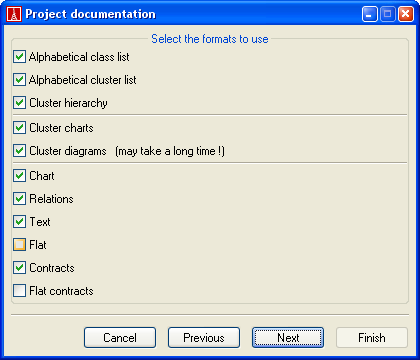 Project documentation
Select the formats to use
Alphabetical class list
Alphabetical cluster list
Cluster hierarchy
Cluster charts
Cluster diagrams (may take a long time !)
Chart
Relations
Text
Flat
Contracts
Flat contracts
Cancel Previous Next Finish